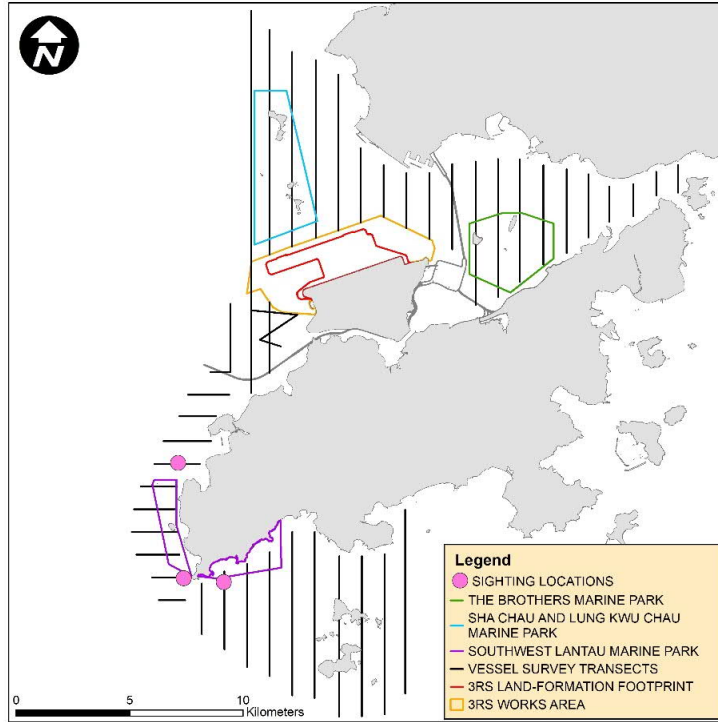 N
Legend
SIGHTING LOCATIONS
THE BROTHERS MARINE PARK
SHA CHAU AND LUNG KWU CHAU
MARINE PARK
SOUTHWEST LANTAU MARINE PARK
VESSEL SURVEY TRANSECTS
3RS LAND-FORMATION FOOTPRINT
3RS WORKS AREA
0 5 10
Kilometers